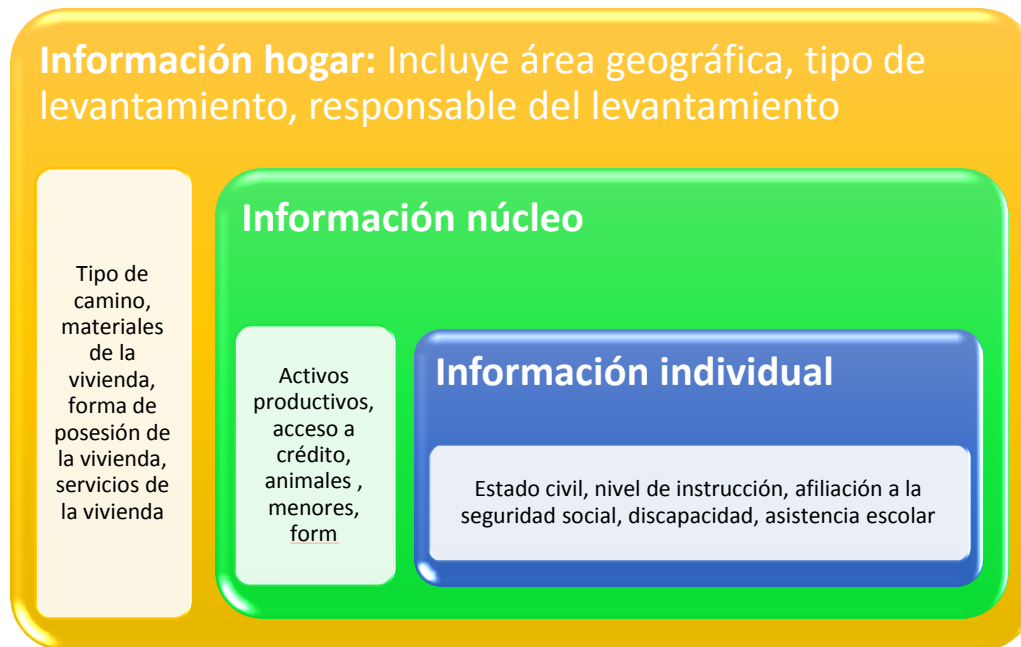 Información hogar: Incluye área geográfica, tipo de
levantamiento, responsable del levantamiento
Tipo de
camino,
materiales
de la
vivienda,
forma de
posesión de
la vivienda,
servicios de
la vivienda
Información núcleo
Activos
productivos,
acceso a
crédito,
animales ,
menores,
form
Información individual
Estado civil, nivel de instrucción, afiliación a la
seguridad social, discapacidad, asistencia escolar